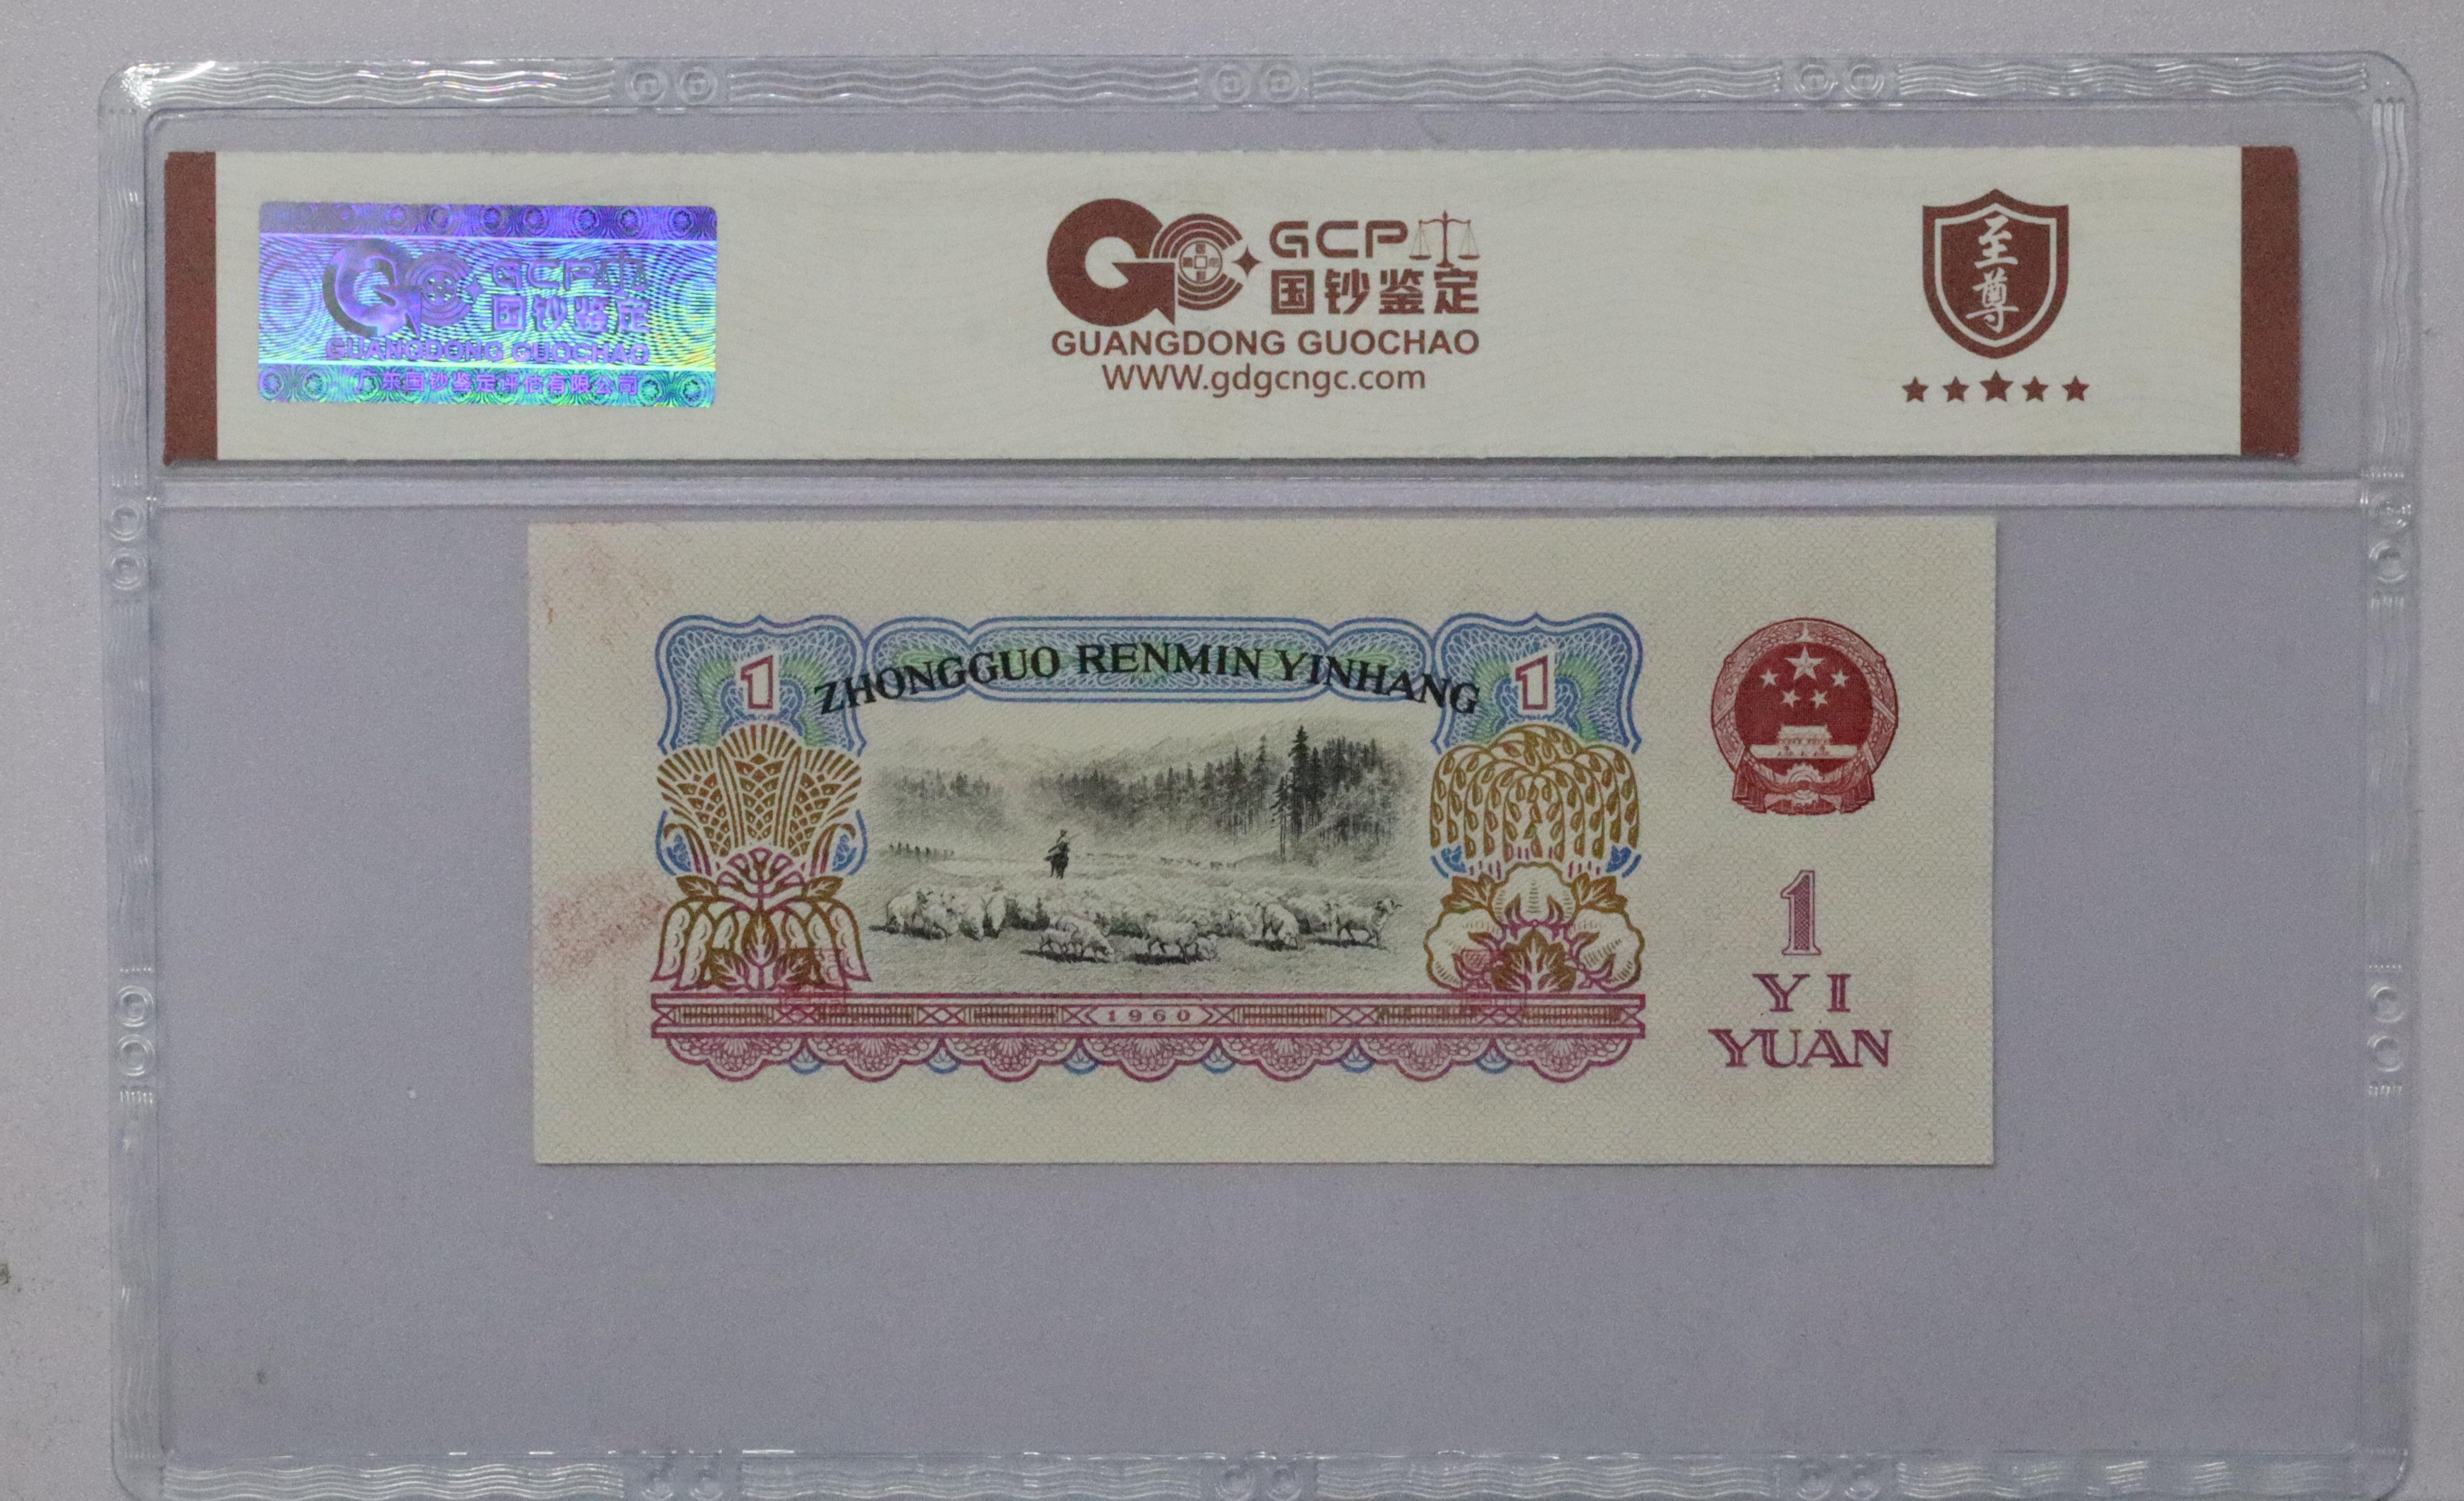 GCP
国钞鉴定
GUANGDONG GUOCHAO
广东国钞鉴定评估有限公司
GCP
国钞鉴定
GUANGDONG GUOCHAO
WWW.gdgcngc.com
至尊
1
ZHONGGUO RENMIN YINHANG
1
1960
1
YI
YUAN